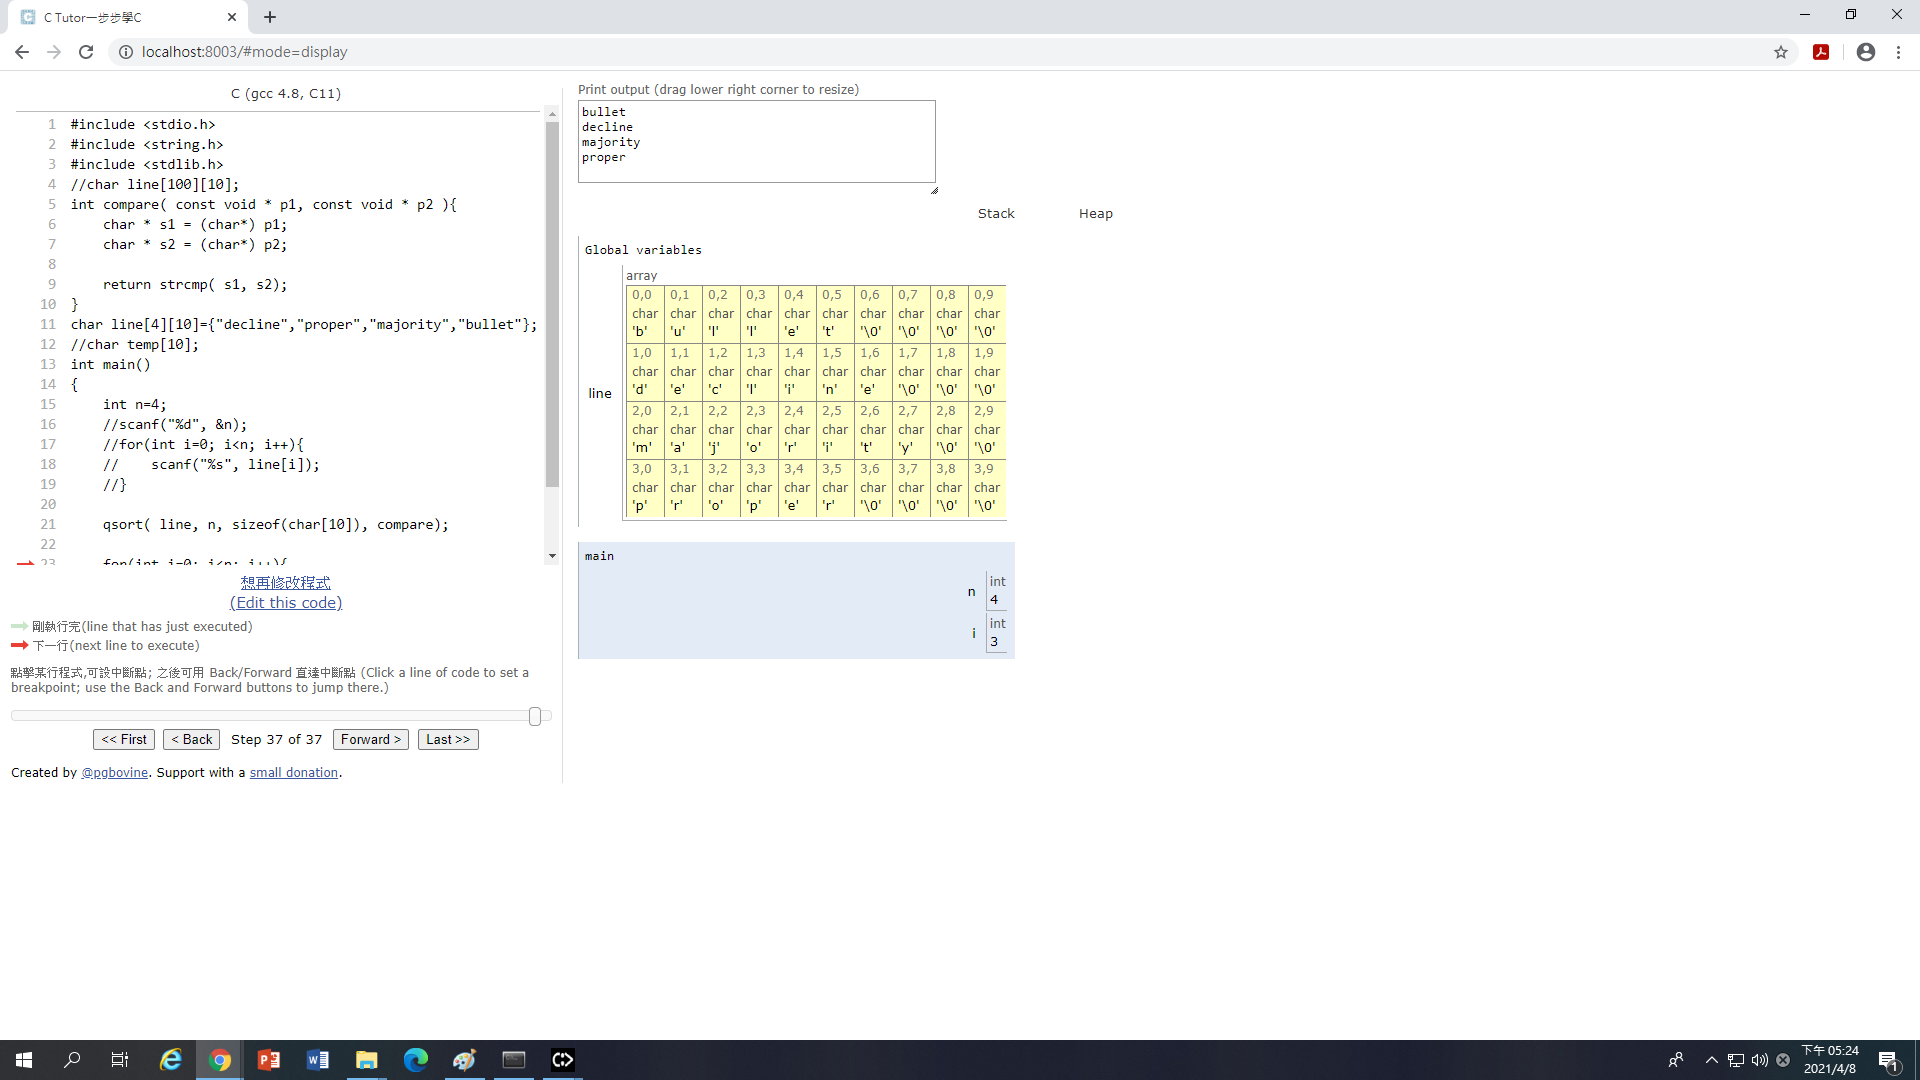 C Tutor一步步學C
localhost:8003/#mode=display
C (gcc 4.8, C11)
1 #include <stdio.h>
2 #include <string.h>
3 #include <stdlib.h>
4 //char line[100][10];
5 int compare( const void * p1, const void * p2 ){
6 char * s1 = (char*) p1;
7 char * s2 = (char*) p2;
8
9 return strcmp( s1, s2);
10 }
11 char line[4][10]={"decline","proper","majority","bullet"};
12 //char temp[10];
13 int main()
14 {
15 int n=4;
16 //scanf("%d", &n);
17 //for(int i=0; i<n; i++){
18 // scanf("%s", line[i]);
19 //}
20
21 qsort( line, n, sizeof(char[10]), compare);
22
23 for(int i=0; i<n; i++){
想再修改程式
(Edit this code)
剛執行完(line that has just executed)
下一行(next line to execute)
點擊某行程式,可設中斷點; 之後可用 Back/Forward 直達中斷點 (Click a line of code to set a
breakpoint; use the Back and Forward buttons to jump there.)
<< First < Back Step 37 of 37 Forward > Last >>
Created by @pgbovine. Support with a small donation.
Print output (drag lower right corner to resize)
bullet
decline
majority
proper
Stack Heap
Global variables
array
line
0,0 0,1 0,2 0,3 0,4 0,5 0,6 0,7 0,8 0,9
char char char char char char char char char char
'b' 'u' 'l' 'l' 'e' 't' '\0' '\0' '\0' '\0'
1,0 1,1 1,2 1,3 1,4 1,5 1,6 1,7 1,8 1,9
char char char char char char char char char char
'd' 'e' 'c' 'l' 'i' 'n' 'e' '\0' '\0' '\0'
2,0 2,1 2,2 2,3 2,4 2,5 2,6 2,7 2,8 2,9
char char char char char char char char char char
'm' 'a' 'j' 'o' 'r' 'i' 't' 'y' '\0' '\0'
3,0 3,1 3,2 3,3 3,4 3,5 3,6 3,7 3,8 3,9
char char char char char char char char char char
'p' 'r' 'o' 'p' 'e' 'r' '\0' '\0' '\0' '\0'
main
int
n 4
int
i 3
下午 05:24
2021/4/8
1